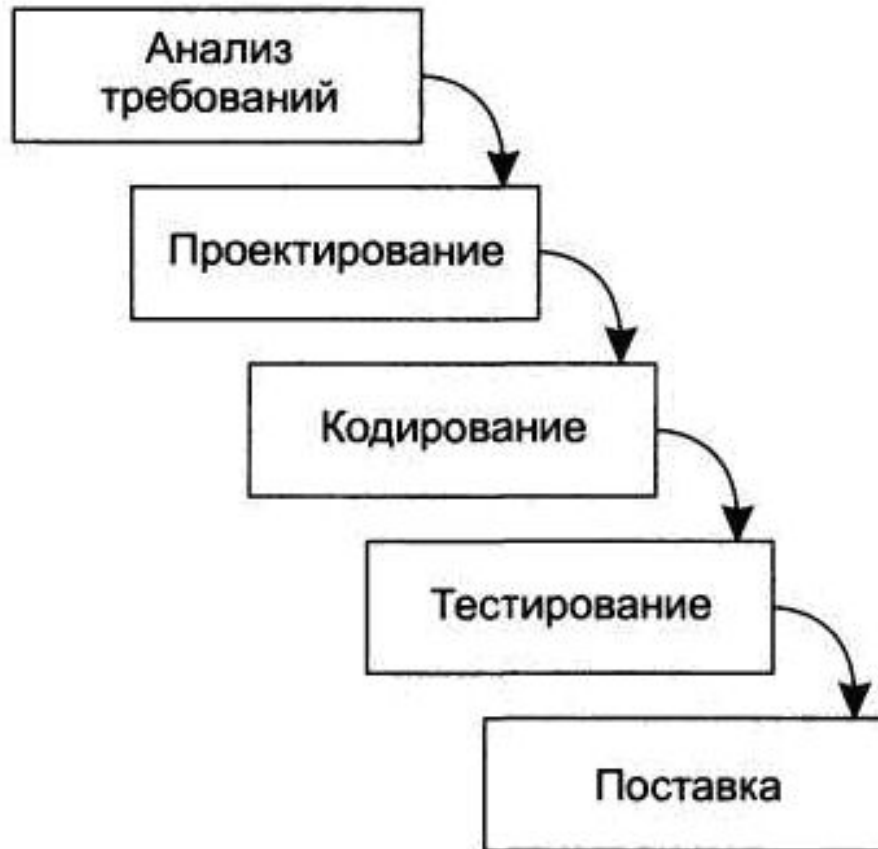 Анализ
требований
Проектирование
Кодирование
Тестирование
Поставка